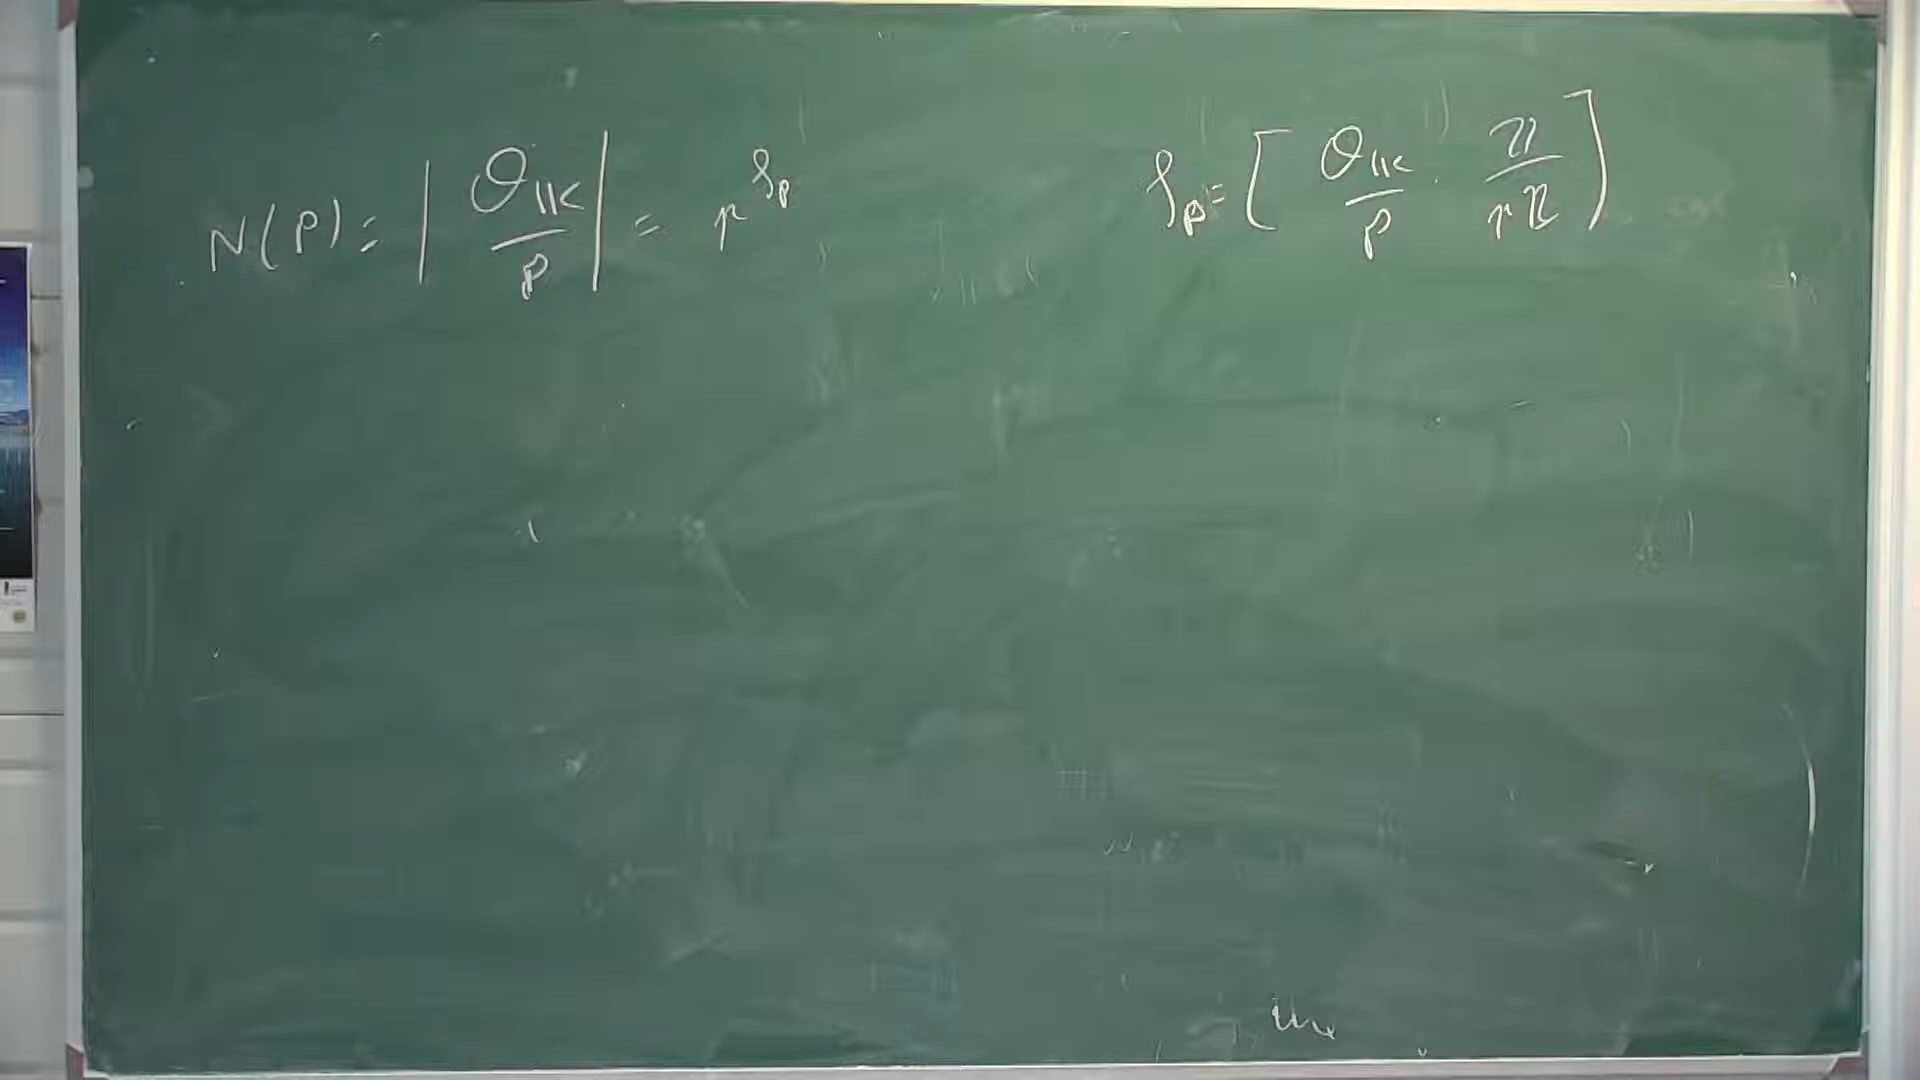 N(P) = | O_K / P | = p^{f_p}
f_p = [ O_K / P : Z / pZ ]